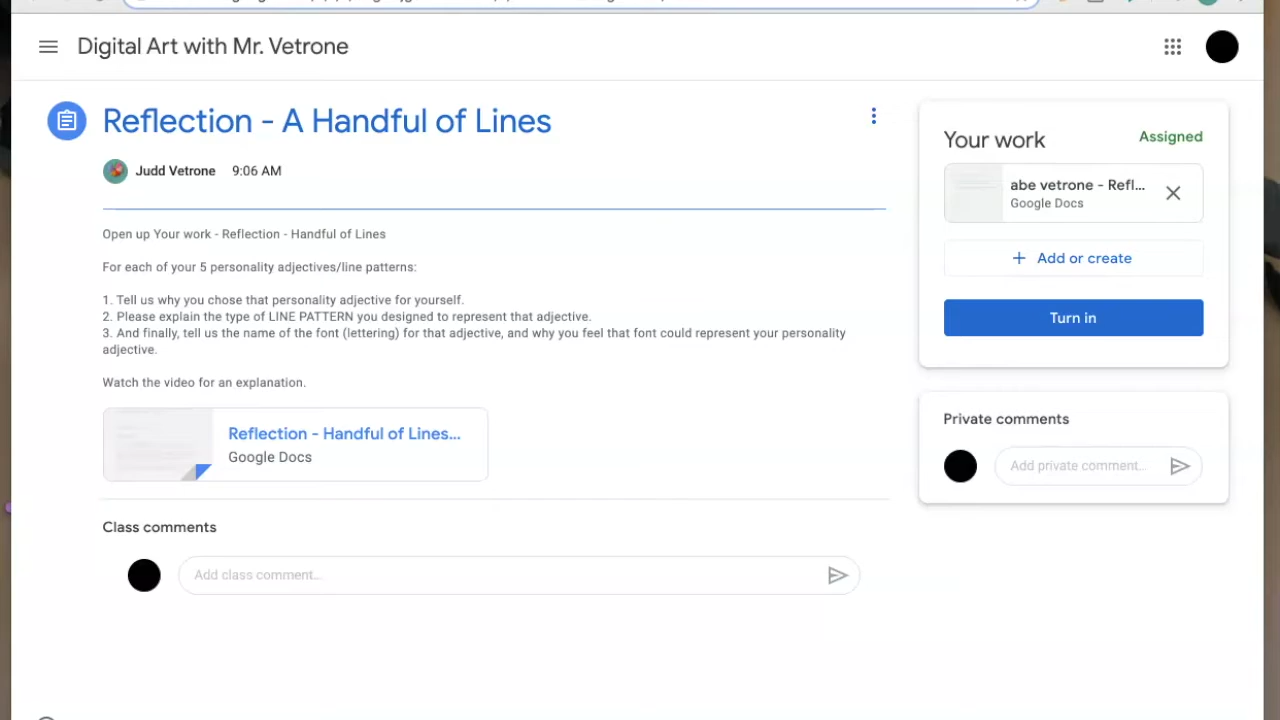 Digital Art with Mr. Vetrone
Reflection - A Handful of Lines
Judd Vetrone 9:06 AM
Open up Your work - Reflection - Handful of Lines
For each of your 5 personality adjectives/line patterns:
1. Tell us why you chose that personality adjective for yourself.
2. Please explain the type of LINE PATTERN you designed to represent that adjective.
3. And finally, tell us the name of the font (lettering) for that adjective, and why you feel that font could represent your personality
adjective.
Watch the video for an explanation.
Reflection - Handful of Lines...
Google Docs
Class comments
Add class comment...
Your work Assigned
abe vetrone - Refl...
Google Docs
+ Add or create
Turn in
Private comments
Add private comment...